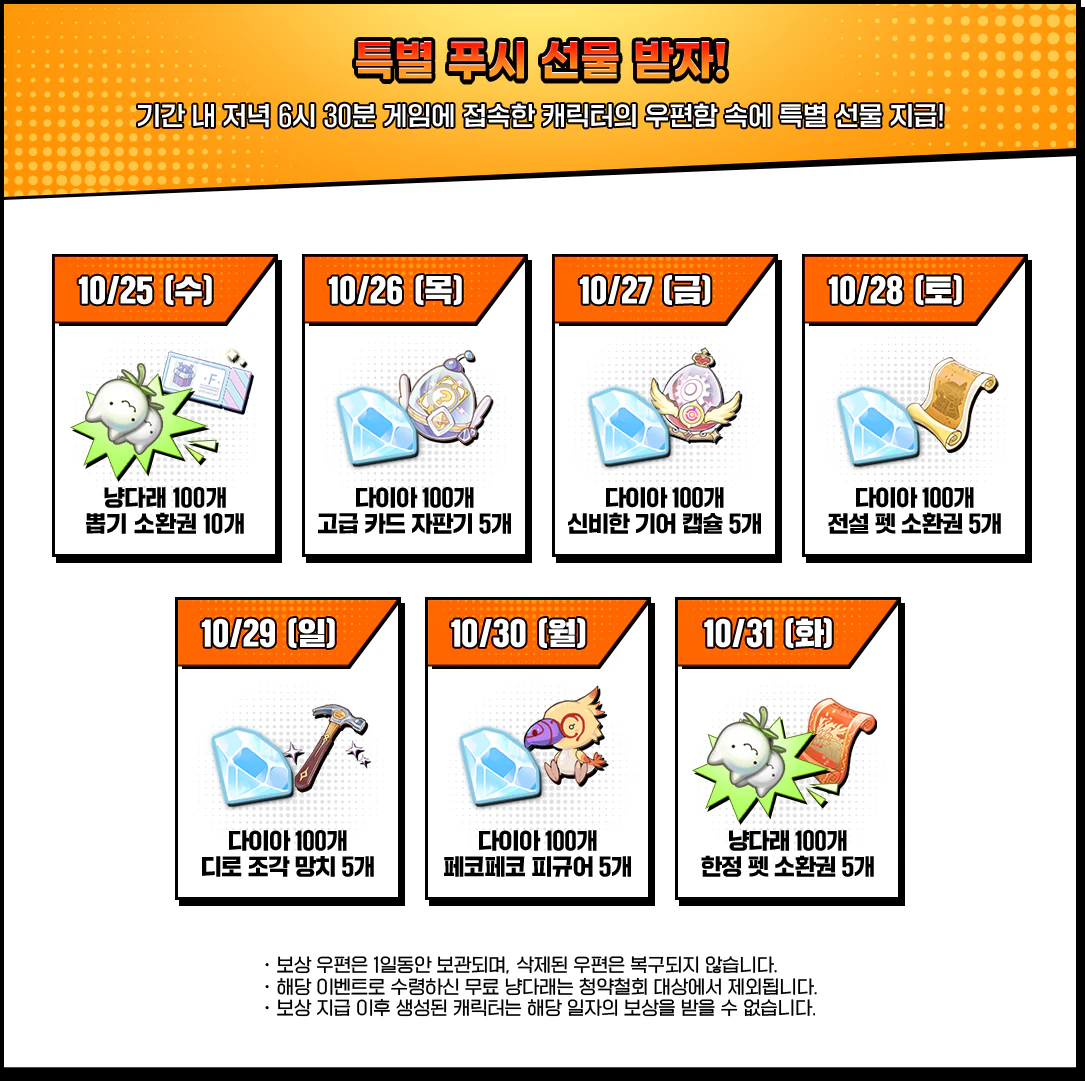 특별 푸시 선물 받자!
기간 내 저녁 6시 30분 게임에 접속한 캐릭터의 우편함 속에 특별 선물 지급!
10/25 (수)
F
냥다래 100개
뽑기 소환권 10개
10/26 (목)
다이아 100개
고급 카드 자판기 5개
10/27 (금)
다이아 100개
신비한 기어 캡슐 5개
10/28 (토)
다이아 100개
전설 펫 소환권 5개
10/29 (일)
다이아 100개
디로 조각 망치 5개
10/30 (월)
다이아 100개
페코페코 피규어 5개
10/31 (화)
냥다래 100개
한정 펫 소환권 5개
· 보상 우편은 1일동안 보관되며, 삭제된 우편은 복구되지 않습니다.
· 해당 이벤트로 수령하신 무료 냥다래는 청약철회 대상에서 제외됩니다.
· 보상 지급 이후 생성된 캐릭터는 해당 일자의 보상을 받을 수 없습니다.